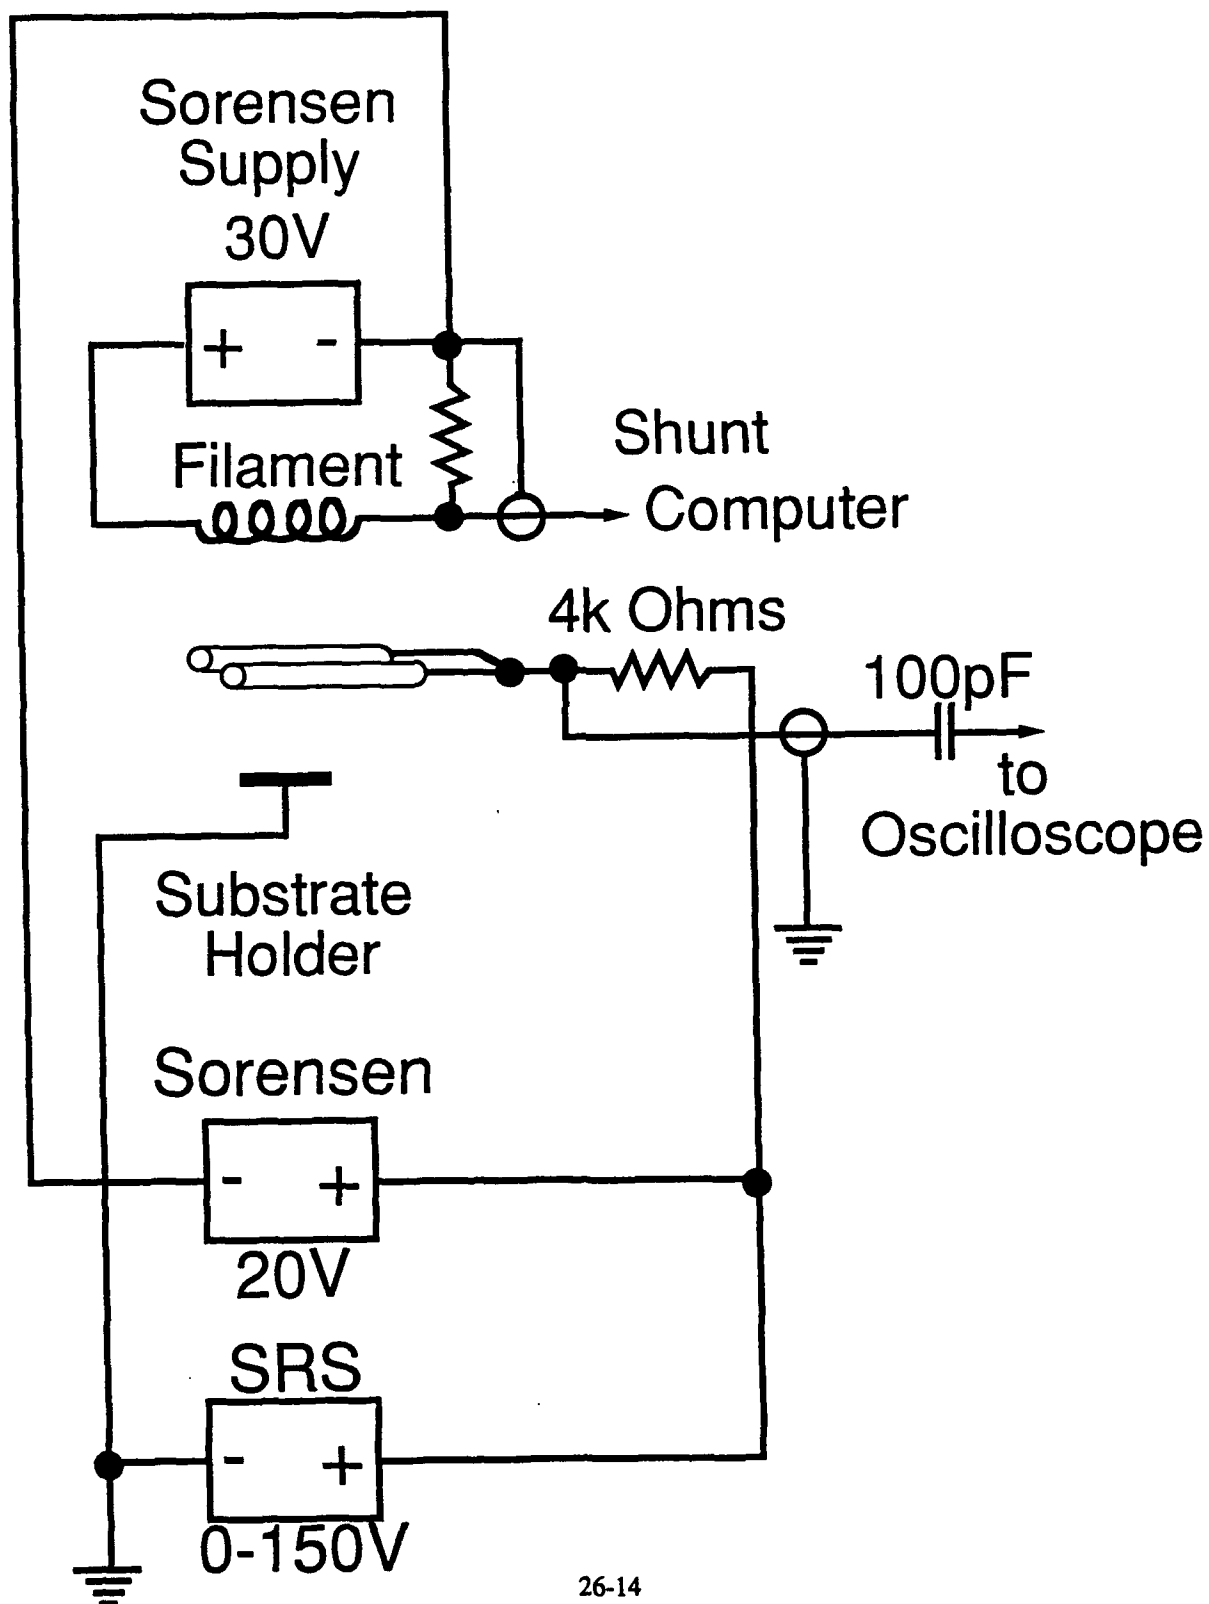 Sorensen
Supply
30V
+ -
Filament
Shunt
Computer
4k Ohms
100pF
to
Oscilloscope
Substrate
Holder
Sorensen
- +
20V
SRS
- +
0-150V
26-14